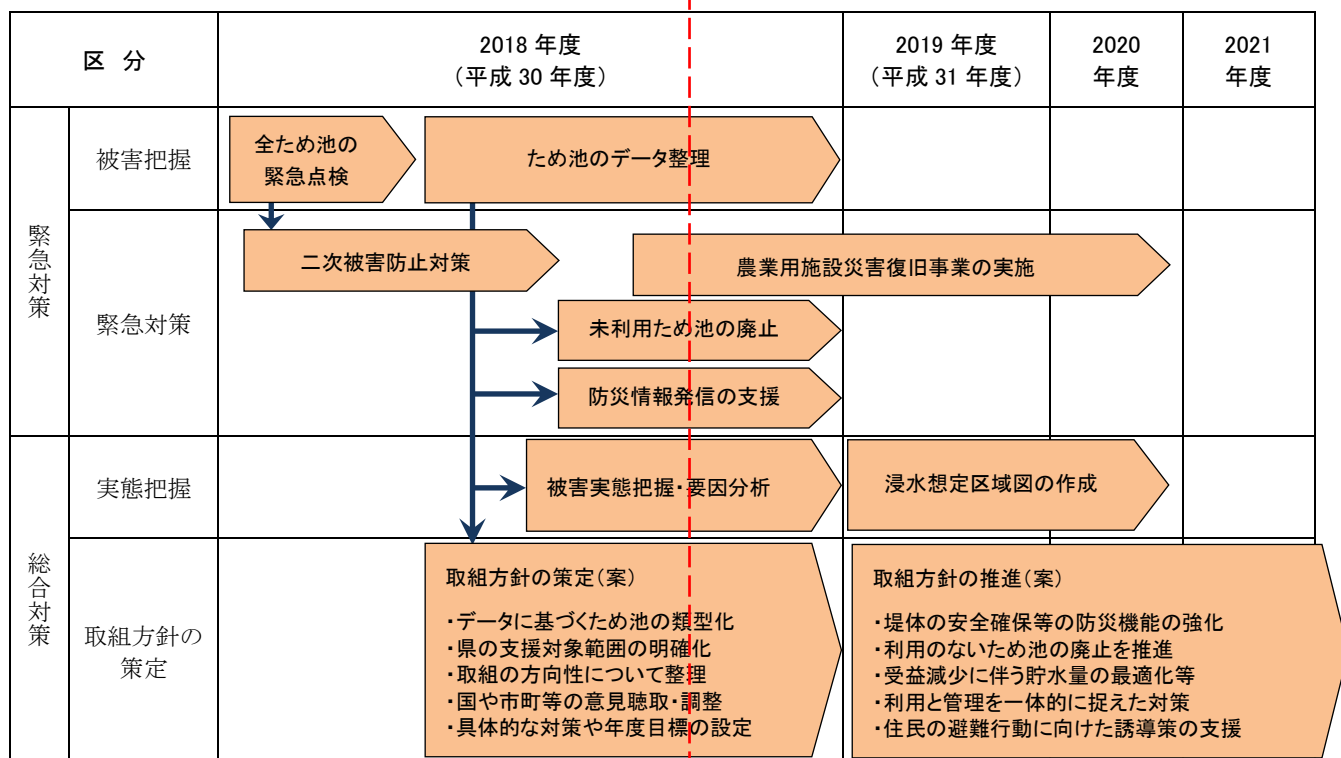 区 分
2018 年度
（平成 30 年度）
2019 年度
（平成 31 年度）
2020
年度
2021
年度
緊急対策
被害把握
全ため池の
緊急点検
ため池のデータ整理
緊急対策
二次被害防止対策
農業用施設災害復旧事業の実施
未利用ため池の廃止
防災情報発信の支援
総合対策
実態把握
被害実態把握・要因分析
浸水想定区域図の作成
取組方針の
策定
取組方針の策定（案）
・データに基づくため池の類型化
・県の支援対象範囲の明確化
・取組の方向性について整理
・国や市町等の意見聴取・調整
・具体的な対策や年度目標の設定
取組方針の推進（案）
・堤体の安全確保等の防災機能の強化
・利用のないため池の廃止を推進
・受益減少に伴う貯水量の最適化等
・利用と管理を一体的に捉えた対策
・住民の避難行動に向けた誘導策の支援